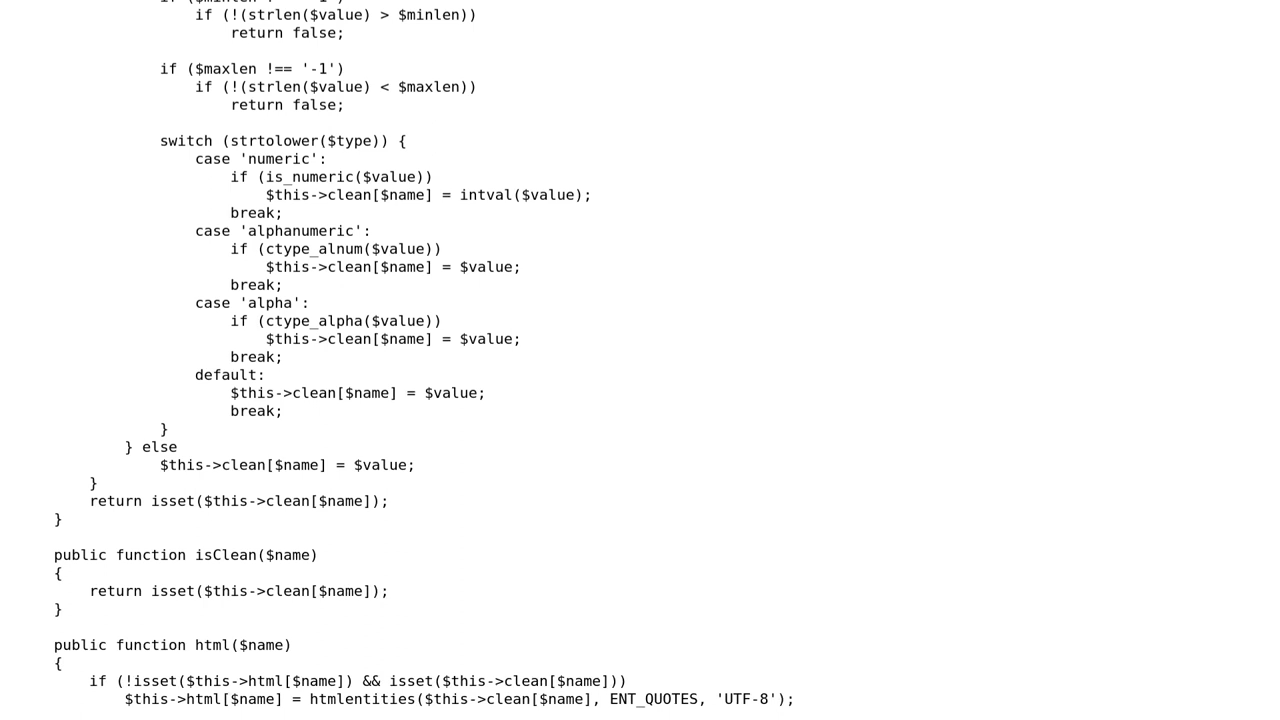 if (!(strlen($value) > $minlen))
return false;
if ($maxlen !== '-1')
if (!(strlen($value) < $maxlen))
return false;
switch (strtolower($type)) {
case 'numeric':
if (is_numeric($value))
$this->clean[$name] = intval($value);
break;
case 'alphanumeric':
if (ctype_alnum($value))
$this->clean[$name] = $value;
break;
case 'alpha':
if (ctype_alpha($value))
$this->clean[$name] = $value;
break;
default:
$this->clean[$name] = $value;
break;
}
} else
$this->clean[$name] = $value;
}
return isset($this->clean[$name]);
}
public function isClean($name)
{
return isset($this->clean[$name]);
}
public function html($name)
{
if (!isset($this->html[$name]) && isset($this->clean[$name]))
$this->html[$name] = htmlentities($this->clean[$name], ENT_QUOTES, 'UTF-8');